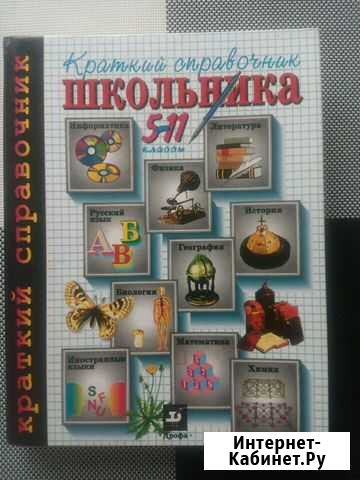 краткий справочник
Краткий справочник
ШКОЛЬНИКА
5-11
классы
Информатика
Литература
Физика
Русский язык
АБВ
История
География
Биология
Математика
Иностранные языки
Химия
Дрофа
Интернет-
Кабинет.Ру